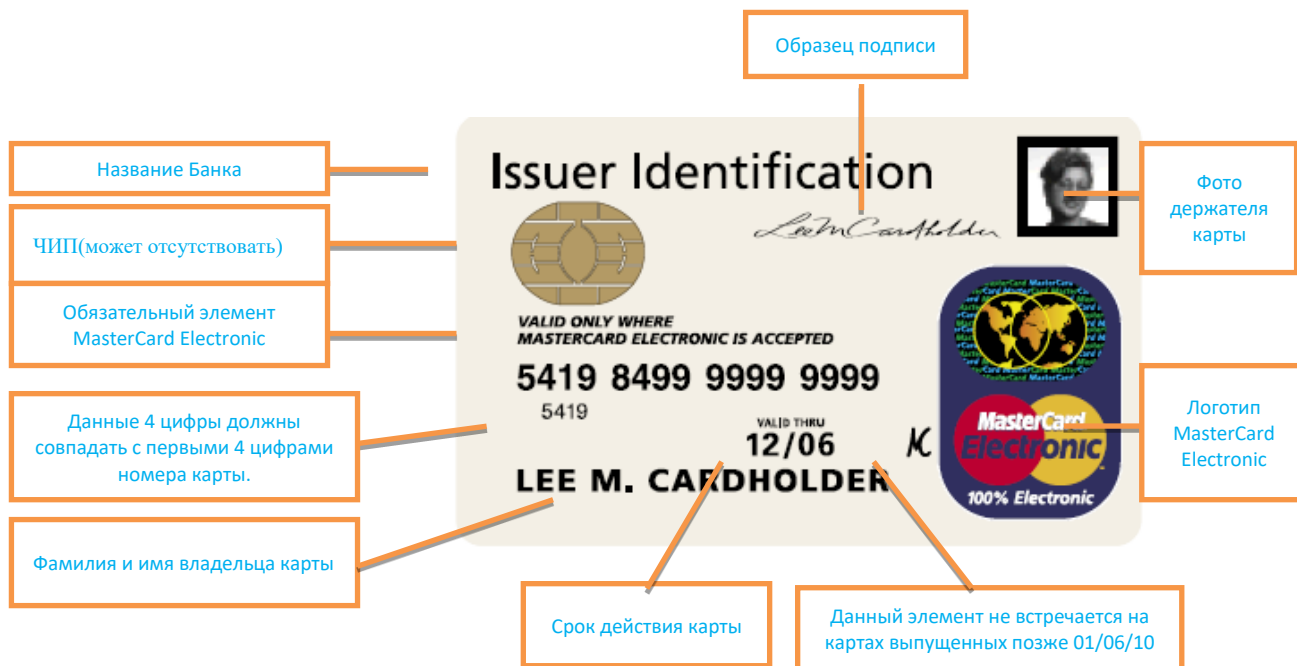 Образец подписи
Название Банка
ЧИП(может отсутствовать)
Обязательный элемент
MasterCard Electronic
Данные 4 цифры должны
совпадать с первыми 4 цифрами
номера карты.
Фамилия и имя владельца карты
Issuer Identification
Lee M Cardholder
VALID ONLY WHERE
MASTERCARD ELECTRONIC IS ACCEPTED
5419 8499 9999 9999
5419
VALID THRU
12/06
MC
LEE M. CARDHOLDER
MasterCard
Electronic
100% Electronic
Фото
держателя
карты
Логотип
MasterCard
Electronic
Срок действия карты
Данный элемент не встречается на
картах выпущенных позже 01/06/10